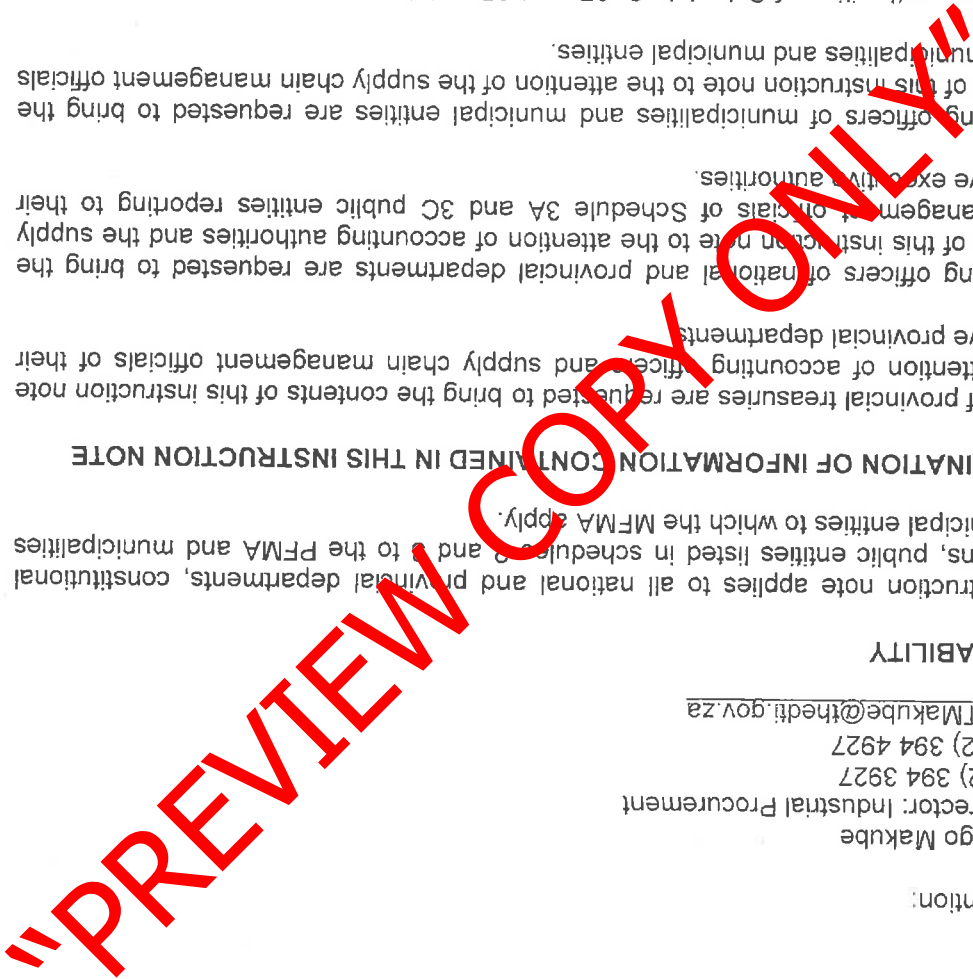 ntion:
go Makube
ector: Industrial Procurement
2) 394 3927
2) 394 4927
TMakube@thedti.gov.za
ABILITY
truction note applies to all national and provincial departments, constitutional
ns, public entities listed in schedules 2 and 3 to the PFMA and municipalities
icipal entities to which the MFMA apply.
INATION OF INFORMATION CONTAINED IN THIS INSTRUCTION NOTE
f provincial treasuries are requested to bring the contents of this instruction note
ttention of accounting officers and supply chain management officials of their
ve provincial departments
ng officers of national and provincial departments are requested to bring the
of this instruction note to the attention of accounting authorities and the supply
anagement officials of Schedule 3A and 3C public entities reporting to their
ve executive authorities.
ng officers of municipalities and municipal entities are requested to bring the
of this instruction note to the attention of the supply chain management officials
unicipalities and municipal entities.
"PREVIEW COPY ONLY"